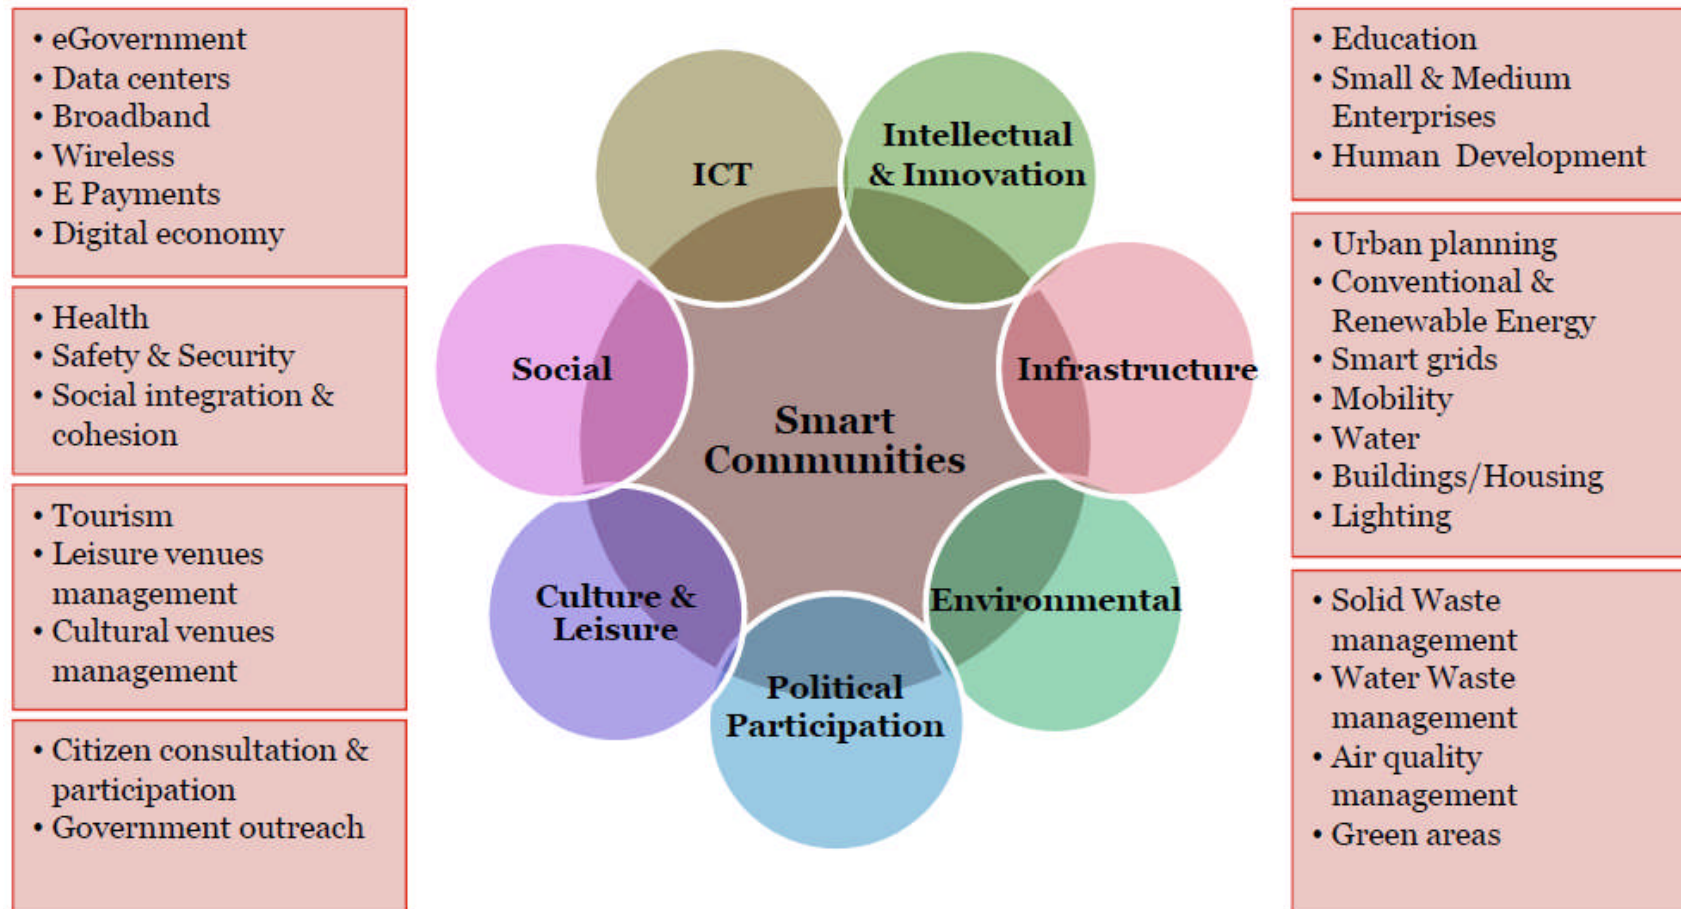 • eGovernment
• Data centers
• Broadband
• Wireless
• E Payments
• Digital economy
• Health
• Safety & Security
• Social integration &
cohesion
• Tourism
• Leisure venues
management
• Cultural venues
management
• Citizen consultation &
participation
• Government outreach
ICT
Intellectual
& Innovation
Social
Infrastructure
Smart
Communities
Culture &
Leisure
Environmental
Political
Participation
• Education
• Small & Medium
Enterprises
• Human Development
• Urban planning
• Conventional &
Renewable Energy
• Smart grids
• Mobility
• Water
• Buildings/Housing
• Lighting
• Solid Waste
management
• Water Waste
management
• Air quality
management
• Green areas